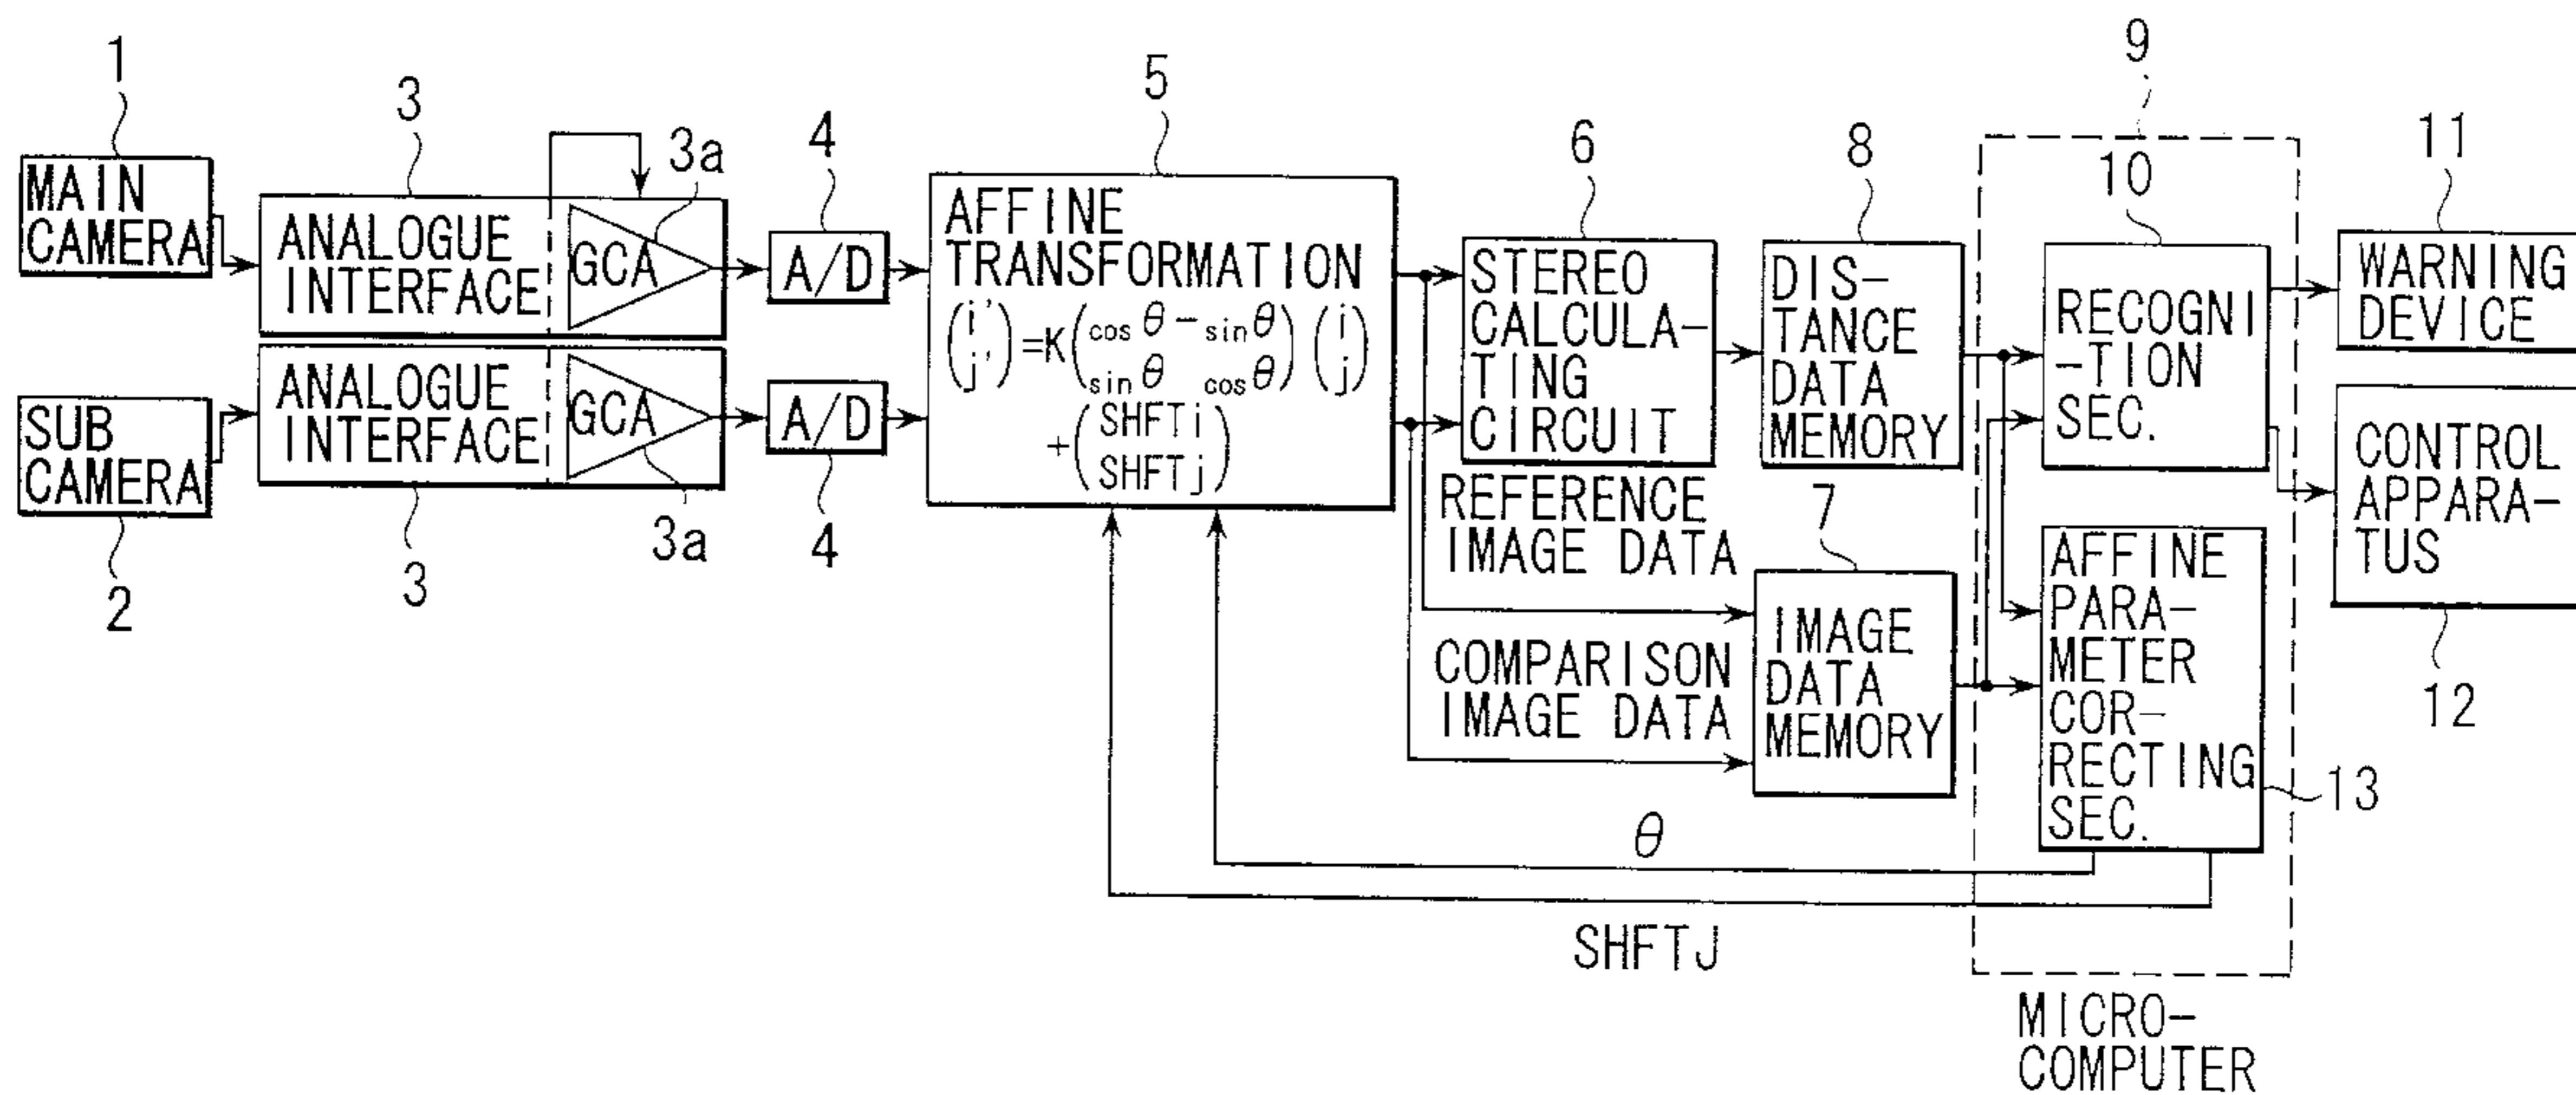 1
MAIN
CAMERA
SUB
CAMERA
2
3
ANALOGUE
INTERFACE
GCA
3a
ANALOGUE
INTERFACE
GCA
3a
3
4
A/D
A/D
4
5
AFFINE
TRANSFORMATION
(i' j')=K(cos θ -sin θ sin θ cos θ)(i j)
+(SHFTi SHFTj)
6
STEREO
CALCULA-
TING
CIRCUIT
REFERENCE
IMAGE DATA
COMPARISON
IMAGE DATA
8
DIS-
TANCE
DATA
MEMORY
7
IMAGE
DATA
MEMORY
9
10
RECOGNI
-TION
SEC.
AFFINE
PARA-
METER
COR-
RECTING
SEC.
13
11
WARNING
DEVICE
CONTROL
APPARA-
TUS
12
θ
SHFTJ
MICRO-
COMPUTER